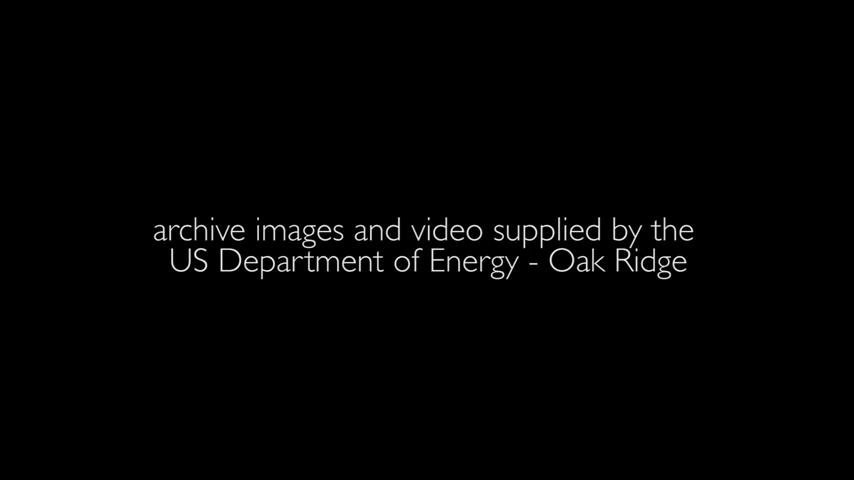 archive images and video supplied by the
US Department of Energy - Oak Ridge